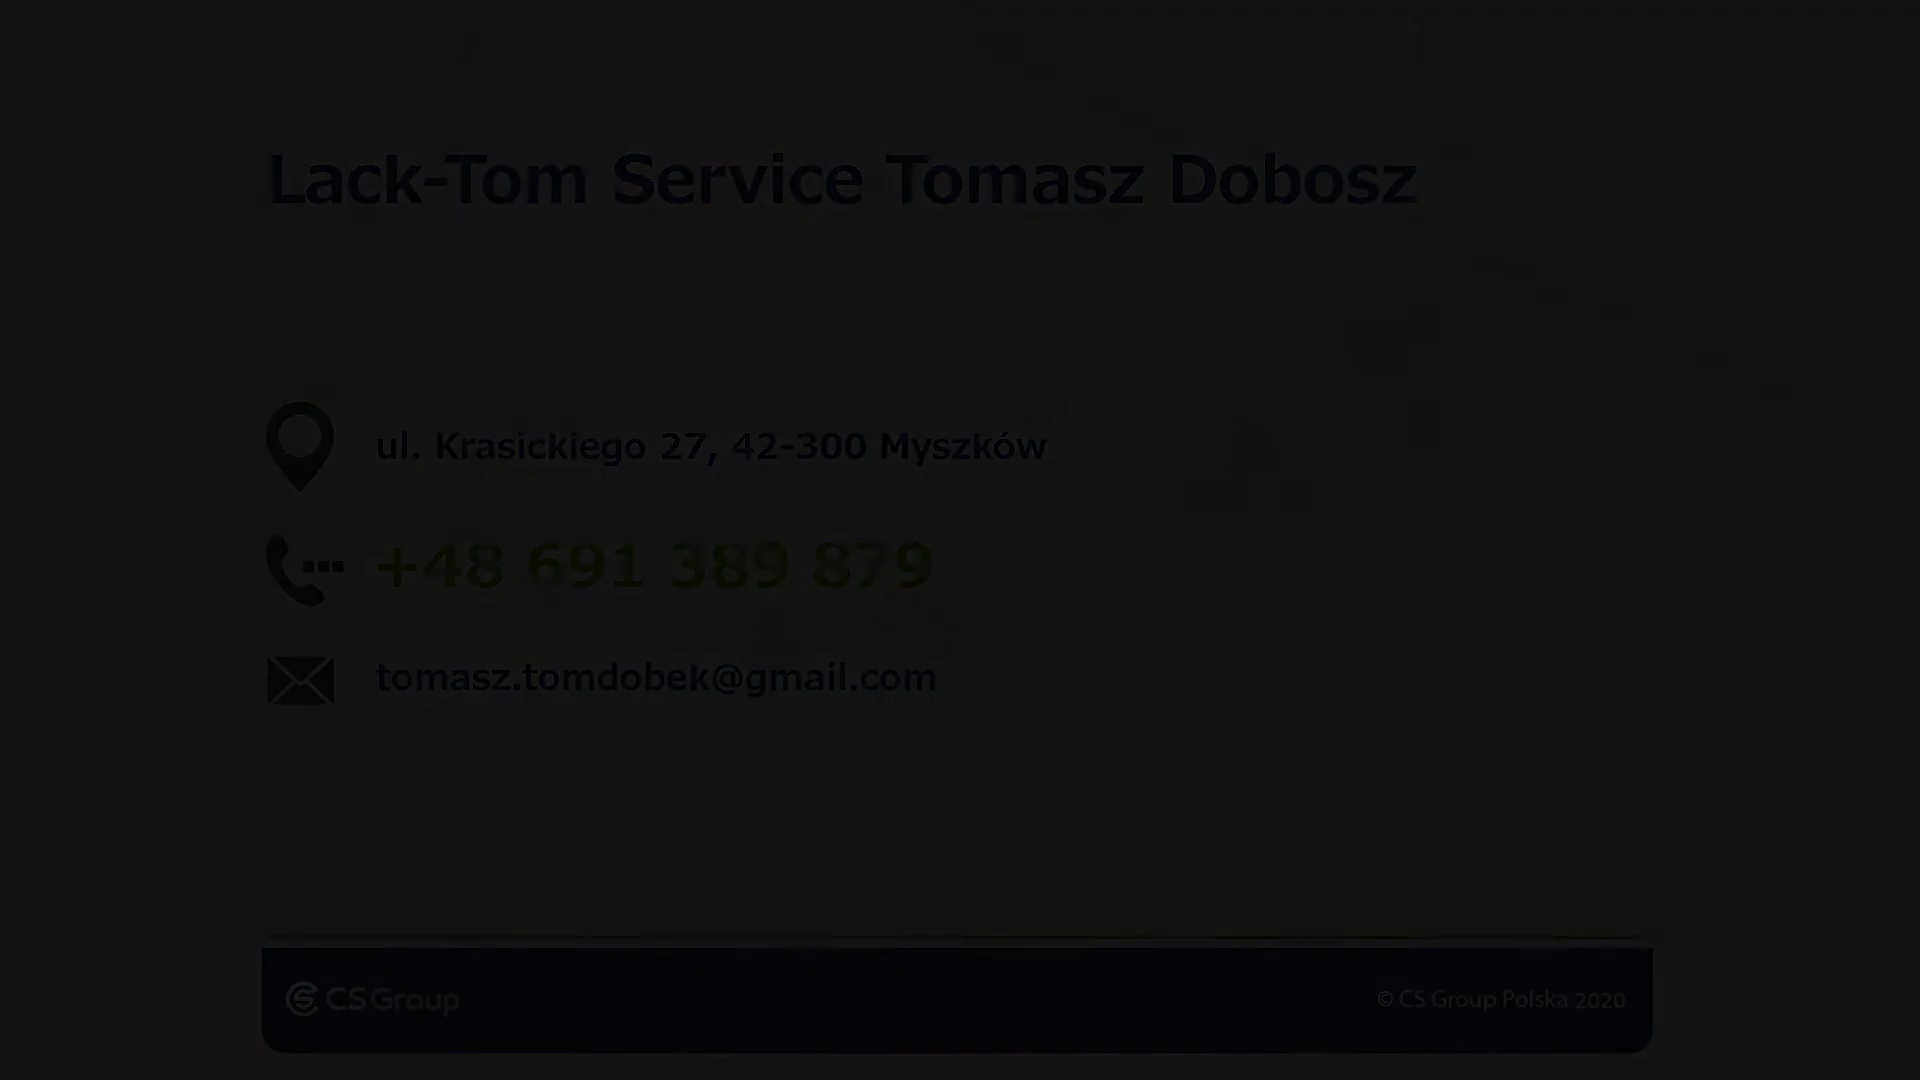 Lack-Tom Service Tomasz Dobosz
ul. Krasickiego 27, 42-300 Myszków
+48 691 389 879
tomasz.tomdobek@gmail.com
CS Group
© CS Group Polska 2020